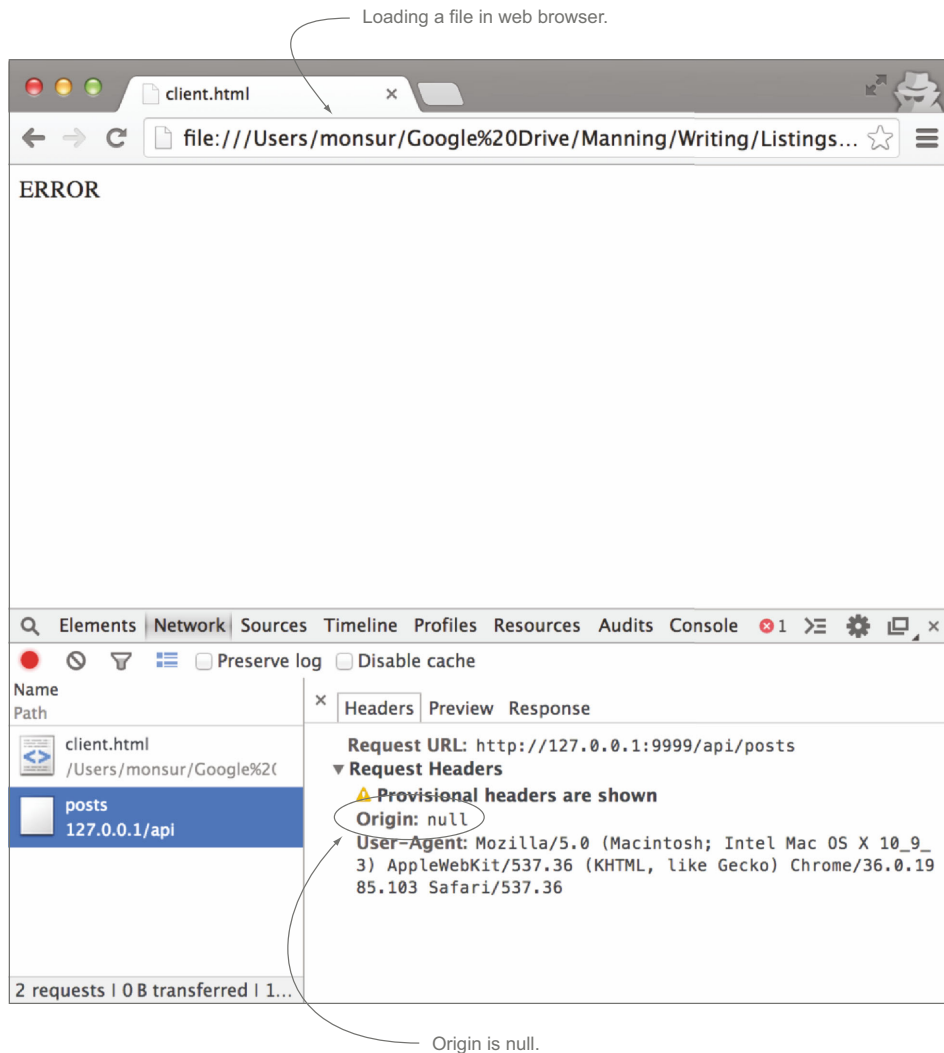 Loading a file in web browser.
client.html
file:///Users/monsur/Google%20Drive/Manning/Writing/Listings...
ERROR
Elements Network Sources Timeline Profiles Resources Audits Console 1
Preserve log Disable cache
Name
Path
Headers Preview Response
client.html
/Users/monsur/Google%2(
posts
127.0.0.1/api
Request URL: http://127.0.0.1:9999/api/posts
Request Headers
Provisional headers are shown
Origin: null
User-Agent: Mozilla/5.0 (Macintosh; Intel Mac OS X 10_9_
3) AppleWebKit/537.36 (KHTML, like Gecko) Chrome/36.0.19
85.103 Safari/537.36
2 requests | 0 B transferred | 1...
Origin is null.